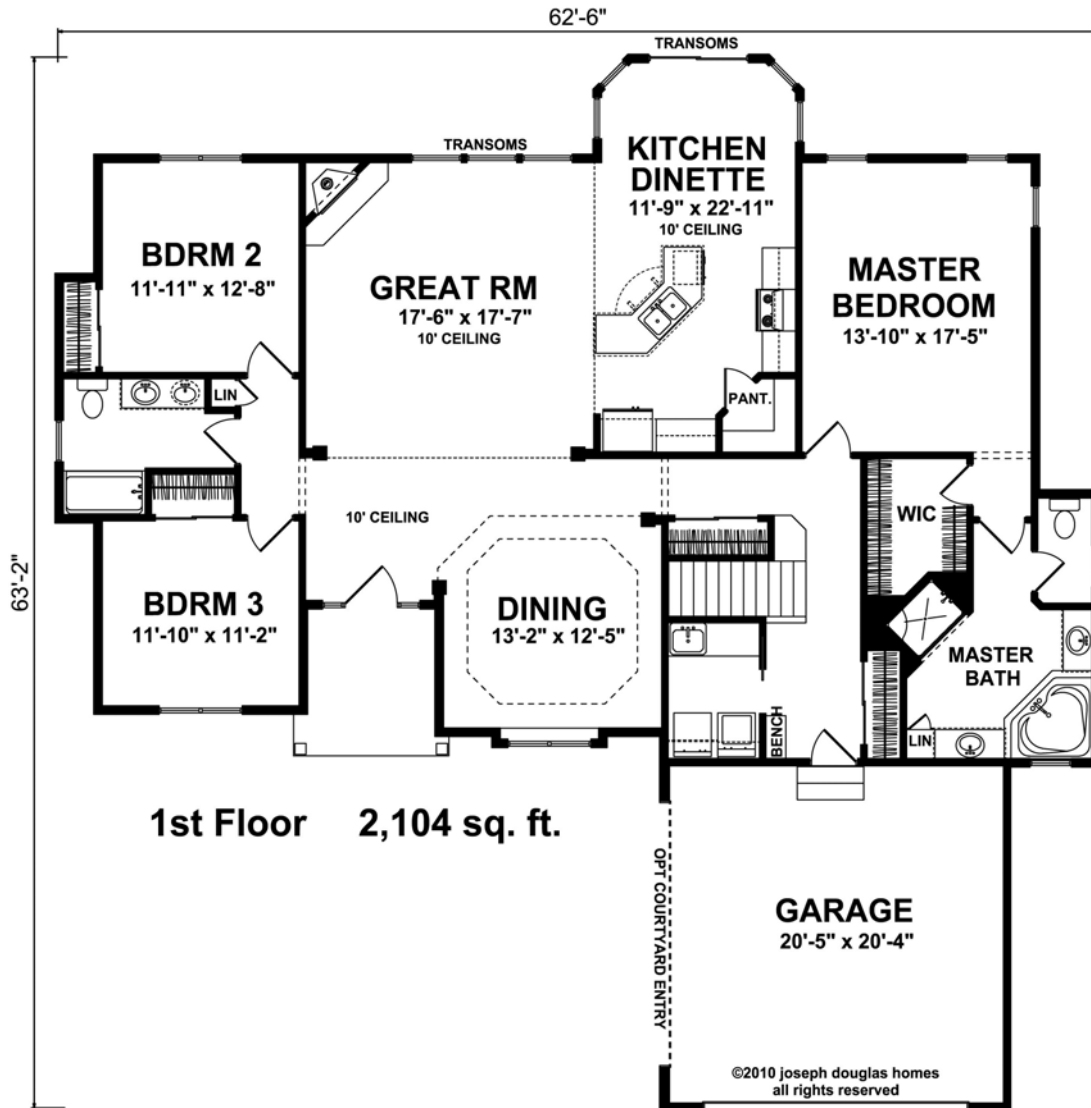 62'-6"
TRANSOMS
TRANSOMS
KITCHEN
DINETTE
11'-9" x 22'-11"
10' CEILING
BDRM 2
11'-11" x 12'-8"
GREAT RM
17'-6" x 17'-7"
10' CEILING
MASTER
BEDROOM
13'-10" x 17'-5"
LIN
PANT.
10' CEILING
WIC
63'-2"
BDRM 3
11'-10" x 11'-2"
DINING
13'-2" x 12'-5"
MASTER
BATH
BENCH
LIN
1st Floor 2,104 sq. ft.
OPT COURTYARD ENTRY
GARAGE
20'-5" x 20'-4"
©2010 joseph douglas homes
all rights reserved